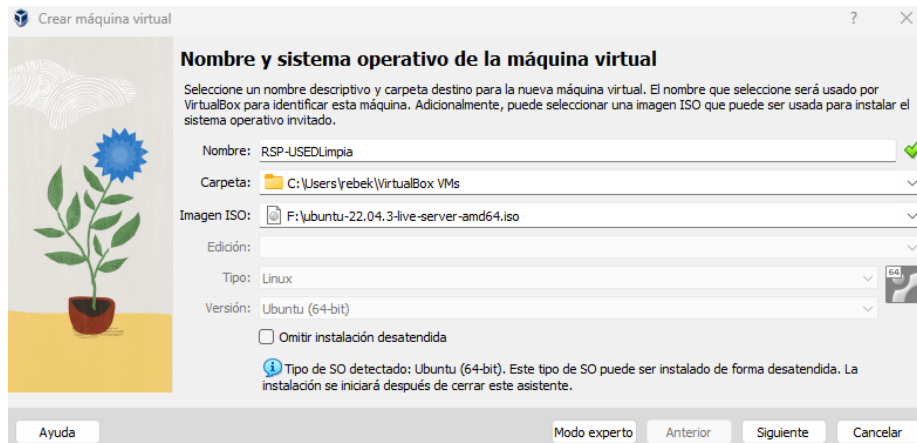 Crear máquina virtual
? ×
Nombre y sistema operativo de la máquina virtual
Seleccione un nombre descriptivo y carpeta destino para la nueva máquina virtual. El nombre que seleccione será usado por
VirtualBox para identificar esta máquina. Adicionalmente, puede seleccionar una imagen ISO que puede ser usada para instalar el
sistema operativo invitado.
Nombre: RSP-USEDLimpia
Carpeta: C:\Users\rebek\VirtualBox VMs
Imagen ISO: F:\ubuntu-22.04.3-live-server-amd64.iso
Edición:
Tipo: Linux
64
Versión: Ubuntu (64-bit)
Omitir instalación desatendida
Tipo de SO detectado: Ubuntu (64-bit). Este tipo de SO puede ser instalado de forma desatendida. La
instalación se iniciará después de cerrar este asistente.
Ayuda Modo experto Anterior Siguiente Cancelar